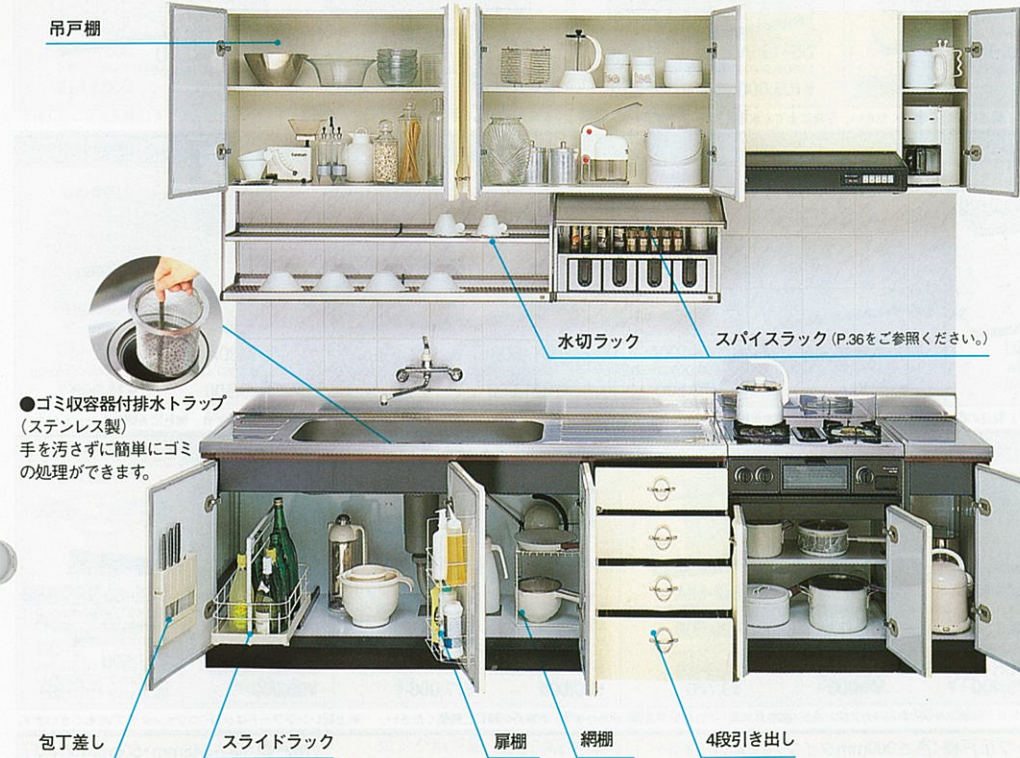 吊戸棚
水切ラック
スパイスラック(P.36をご参照ください。)
●ゴミ収容器付排水トラップ
(ステンレス製)
手を汚さずに簡単にゴミ
の処理ができます。
包丁差し
スライドラック
扉棚
網棚
4段引き出し